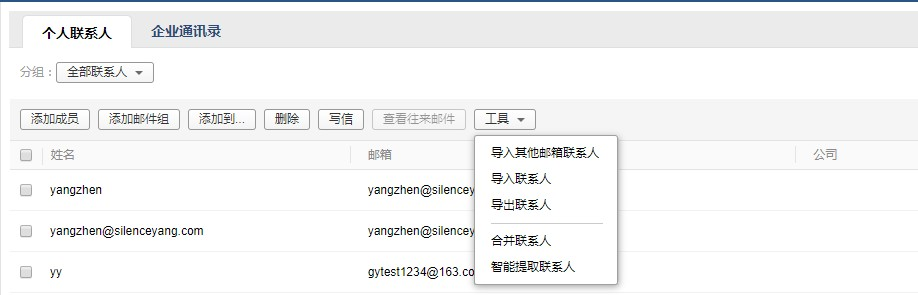 个人联系人 企业通讯录
分组： 全部联系人
添加成员 添加邮件组 添加到... 删除 写信 查看往来邮件 工具
姓名 邮箱 公司
导入其他邮箱联系人
导入联系人
导出联系人
合并联系人
智能提取联系人
yangzhen yangzhen@silencey
yangzhen@silenceyang.com yangzhen@silencey
yy gytest1234@163.co